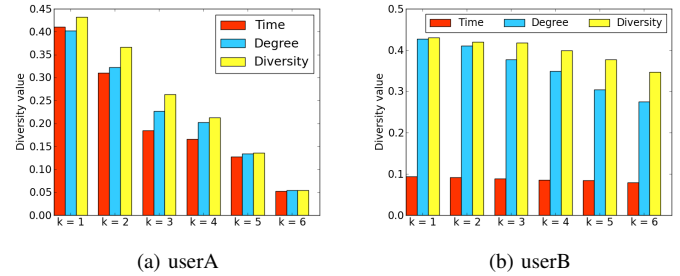 0.45
0.40
0.35
0.30
0.25
0.20
0.15
0.10
0.05
0.00
Diversity value
Time
Degree
Diversity
k = 1 k = 2 k = 3 k = 4 k = 5 k = 6
(a) userA
0.5
0.4
0.3
0.2
0.1
0.0
Diversity value
Time Degree Diversity
k = 1 k = 2 k = 3 k = 4 k = 5 k = 6
(b) userB